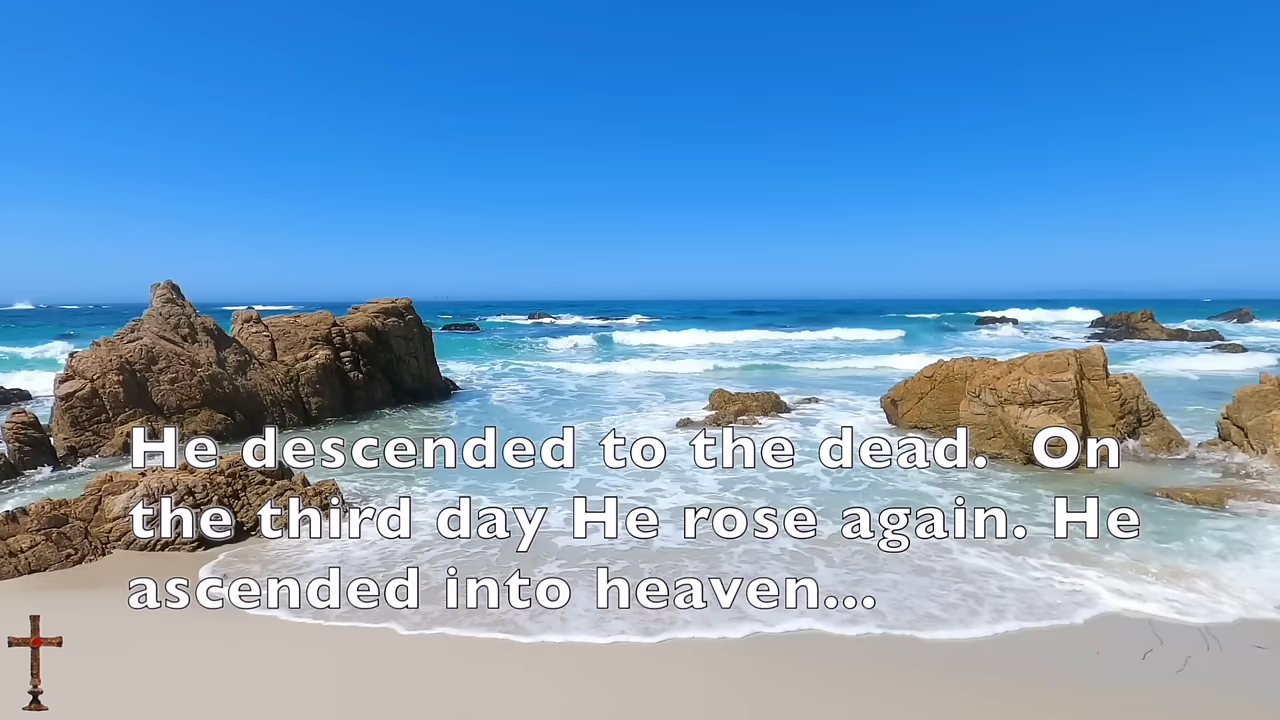 He descended to the dead.  On
the third day He rose again. He
ascended into heaven...